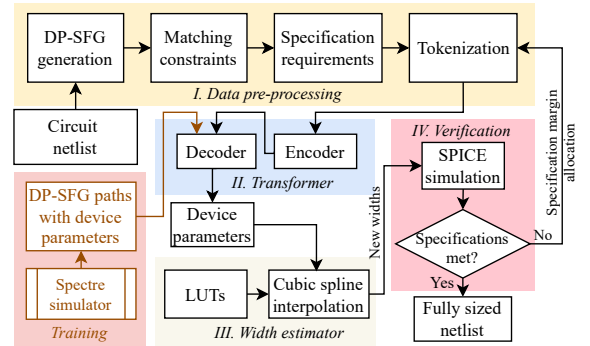 DP-SFG
generation
Matching
constraints
Specification
requirements
Tokenization
I. Data pre-processing
Circuit
netlist
Decoder
Encoder
II. Transformer
DP-SFG paths
with device
parameters
Spectre
simulator
Training
Device
parameters
LUTs
Cubic spline
interpolation
III. Width estimator
New widths
IV. Verification
SPICE
simulation
Specifications
met?
No
Yes
Fully sized
netlist
Specification margin
allocation